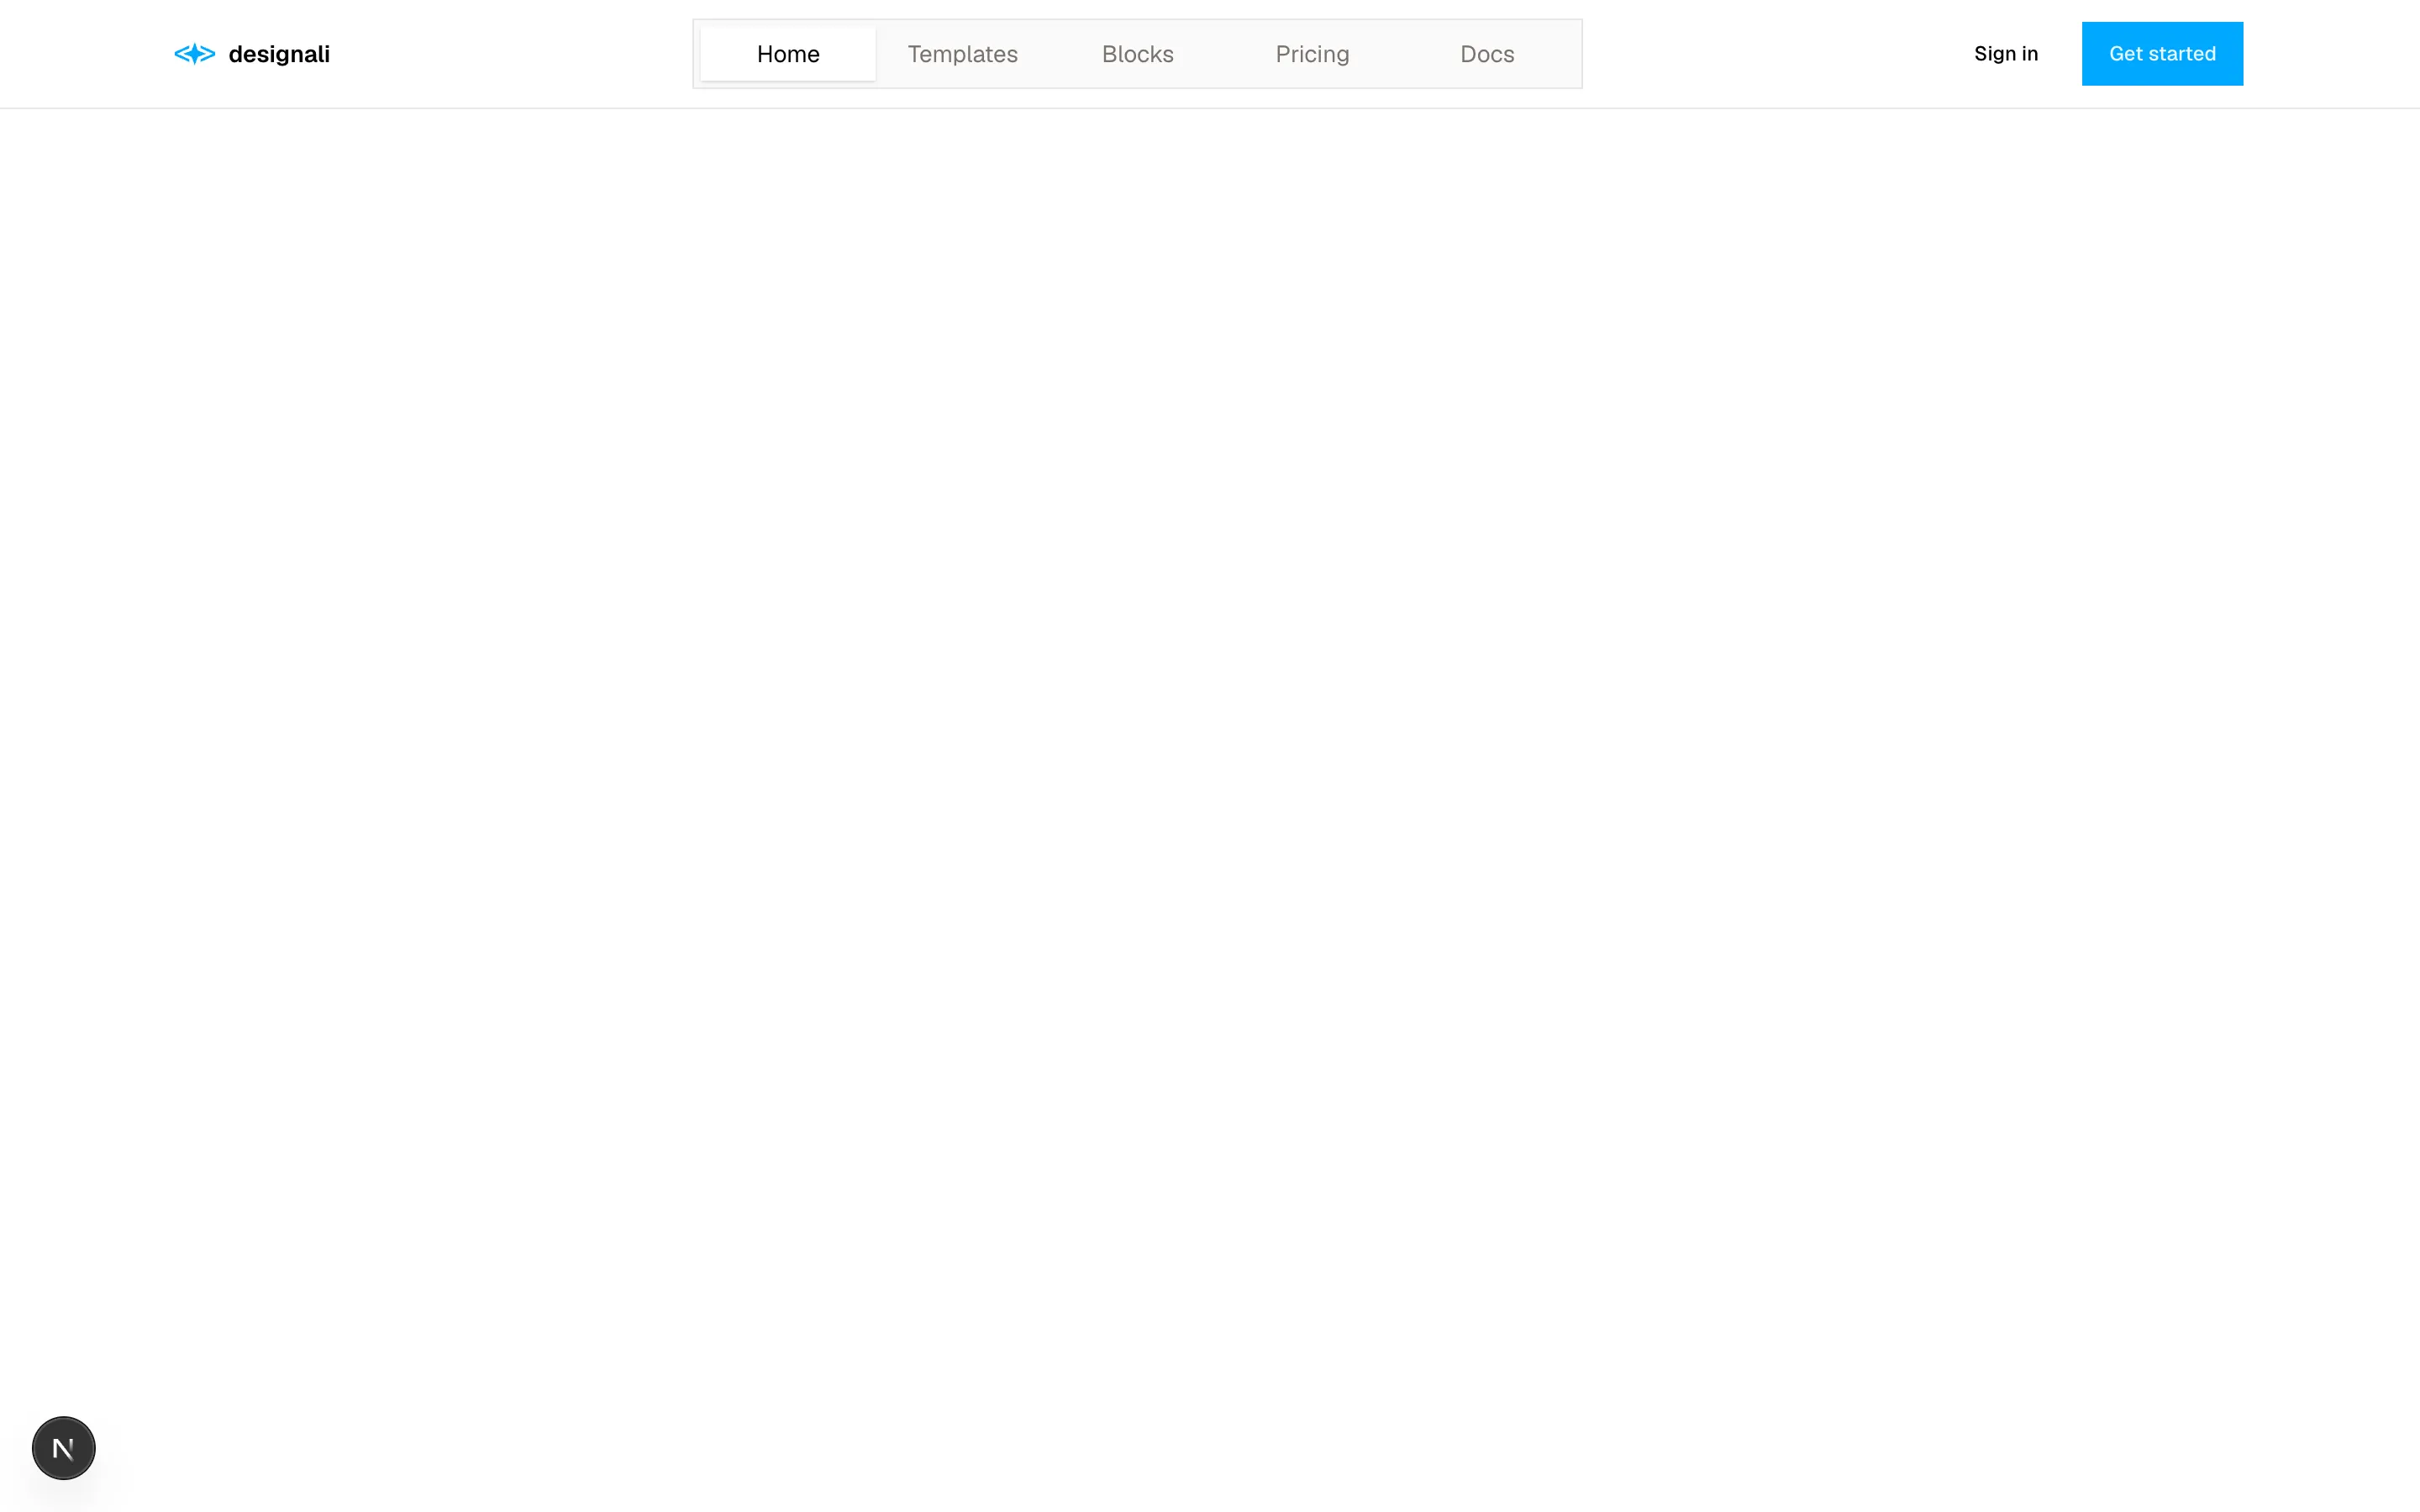 designali
Home Templates Blocks Pricing Docs
Sign in
Get started
N